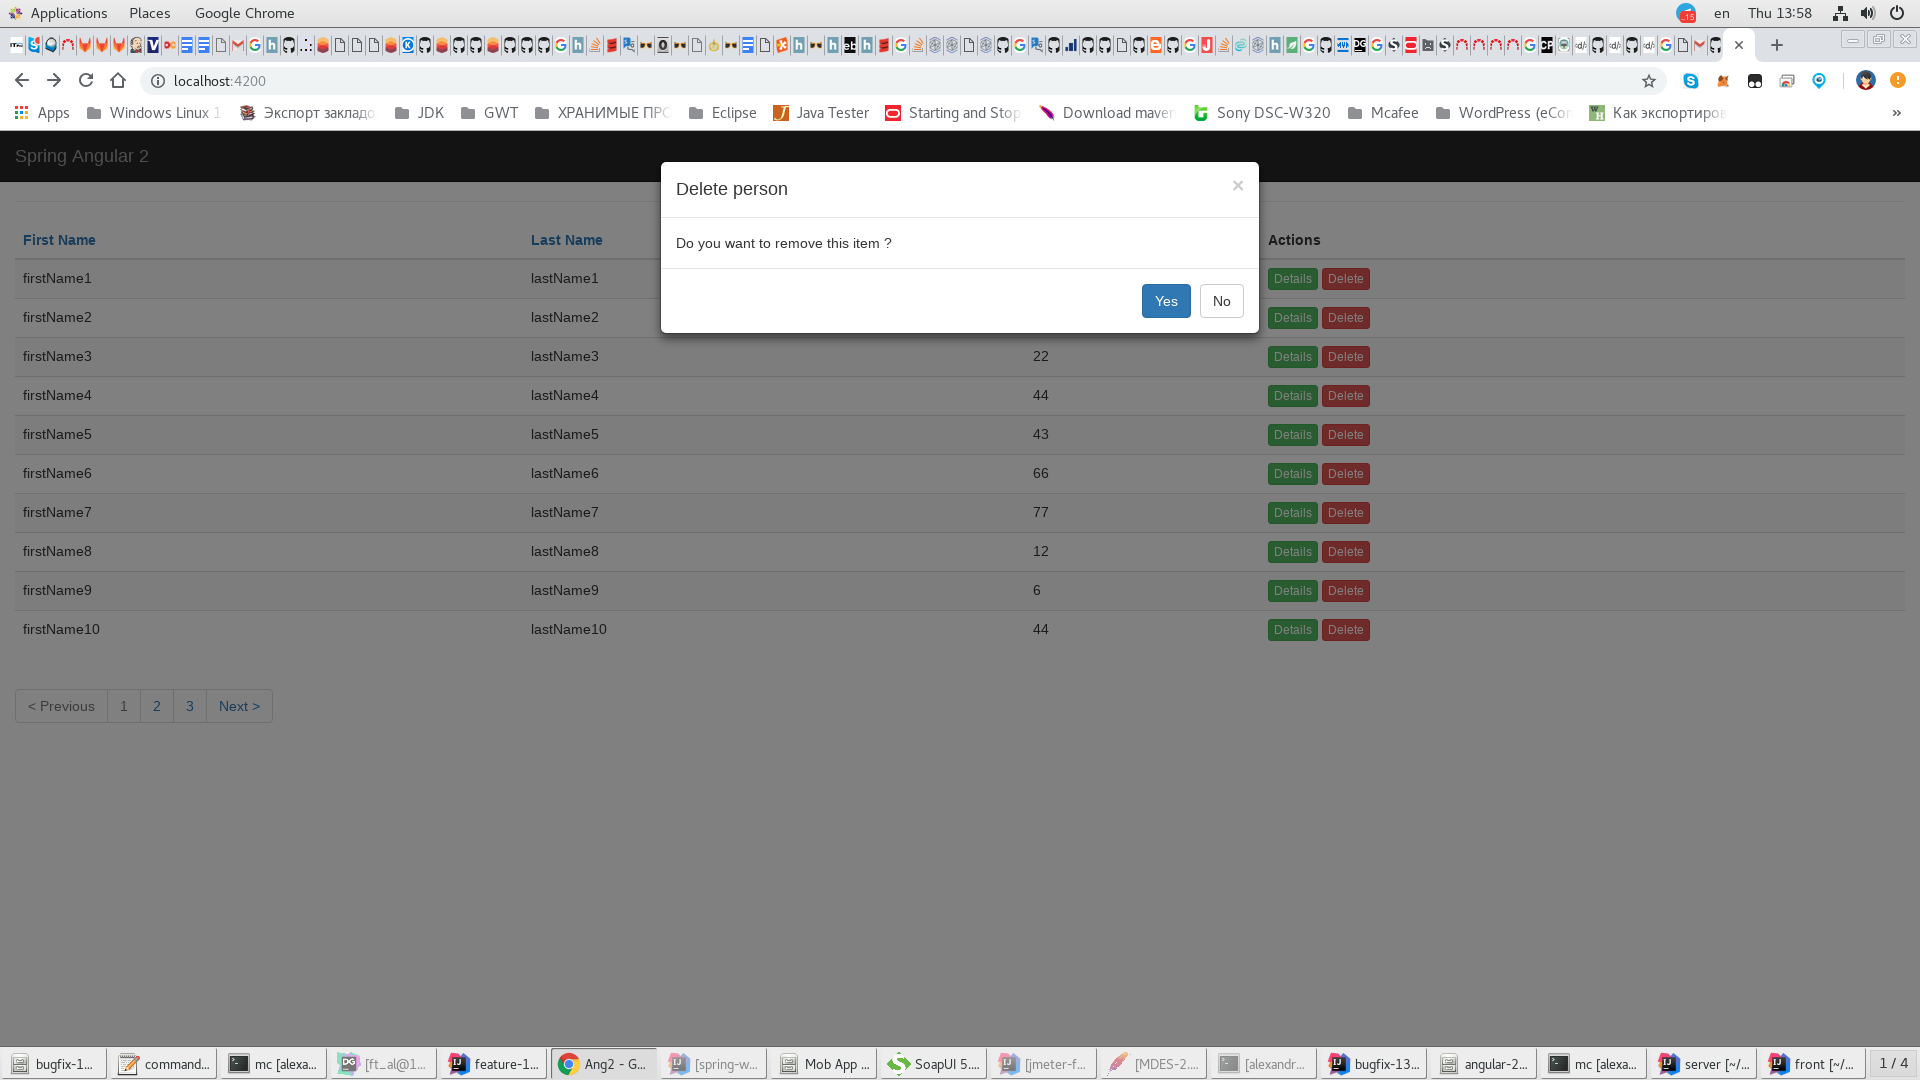 Applications Places Google Chrome 15 en Thu 13:58
localhost:4200
Apps Windows Linux 1 Экспорт закладо JDK GWT ХРАНИМЫЕ ПРС Eclipse Java Tester Starting and Stop Download maven Sony DSC-W320 Mcafee WordPress (eCor Как экспортиров »
Spring Angular 2
Delete person ×
Do you want to remove this item ?
Yes No
First Name Last Name Actions
firstName1 lastName1 Details Delete
firstName2 lastName2 Details Delete
firstName3 lastName3 22 Details Delete
firstName4 lastName4 44 Details Delete
firstName5 lastName5 43 Details Delete
firstName6 lastName6 66 Details Delete
firstName7 lastName7 77 Details Delete
firstName8 lastName8 12 Details Delete
firstName9 lastName9 6 Details Delete
firstName10 lastName10 44 Details Delete
< Previous 1 2 3 Next >
bugfix-1... command... mc [alexa... [ft_al@1... feature-1... Ang2 - G... [spring-w... Mob App ... SoapUI 5.... [jmeter-f... [MDES-2.... [alexandr... bugfix-13... angular-2... mc [alexa... server [~/... front [~/... 1 / 4